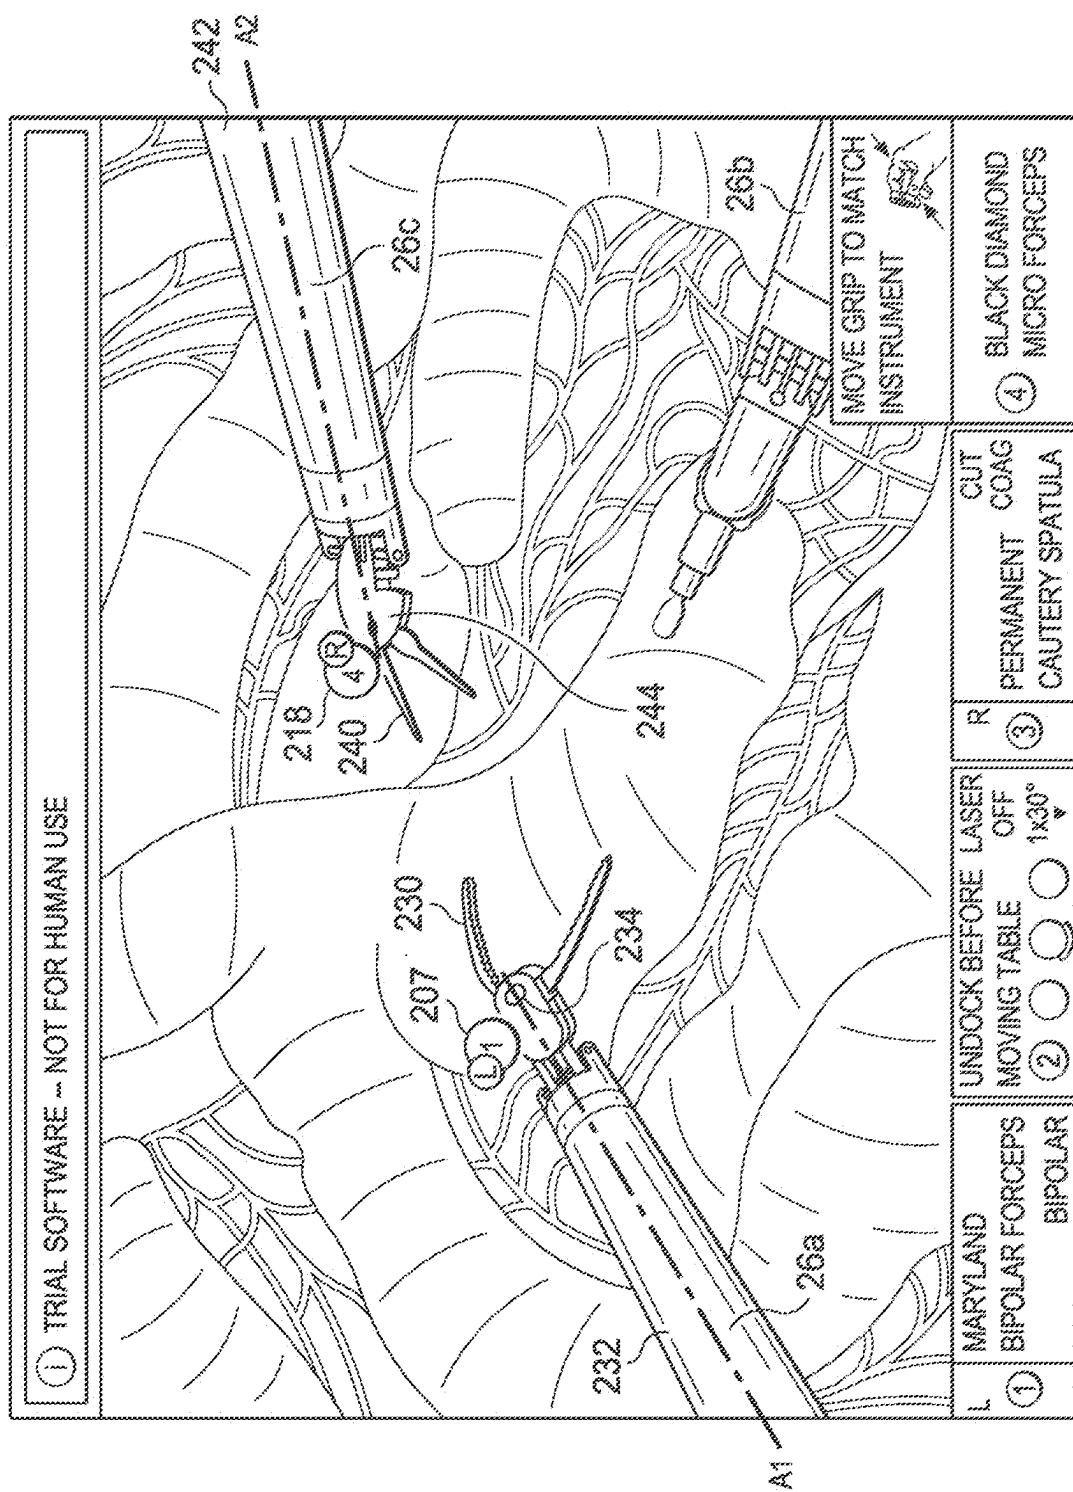 ⓘ TRIAL SOFTWARE -- NOT FOR HUMAN USE
242
A2
26c
218
4 R
240
244
26b
230
207
L 1
234
232
26a
A1
MOVE GRIP TO MATCH
INSTRUMENT
L
① MARYLAND
BIPOLAR FORCEPS
BIPOLAR
UNDOCK BEFORE LASER
MOVING TABLE OFF
② 1x30°
R
③ PERMANENT CUT
CAUTERY SPATULA COAG
④ BLACK DIAMOND
MICRO FORCEPS